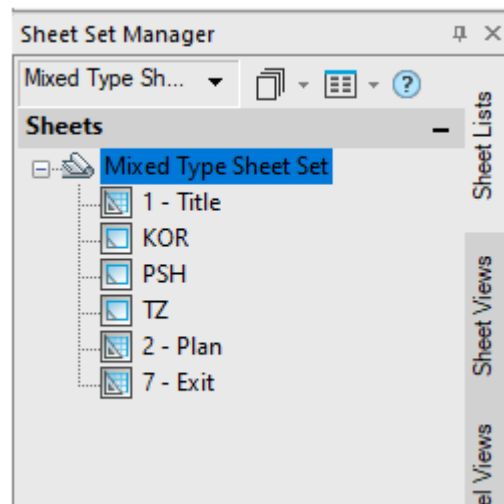 Sheet Set Manager
Mixed Type Sh...
Sheets
Mixed Type Sheet Set
1 - Title
KOR
PSH
TZ
2 - Plan
7 - Exit
Sheet Lists
Sheet Views
el Views